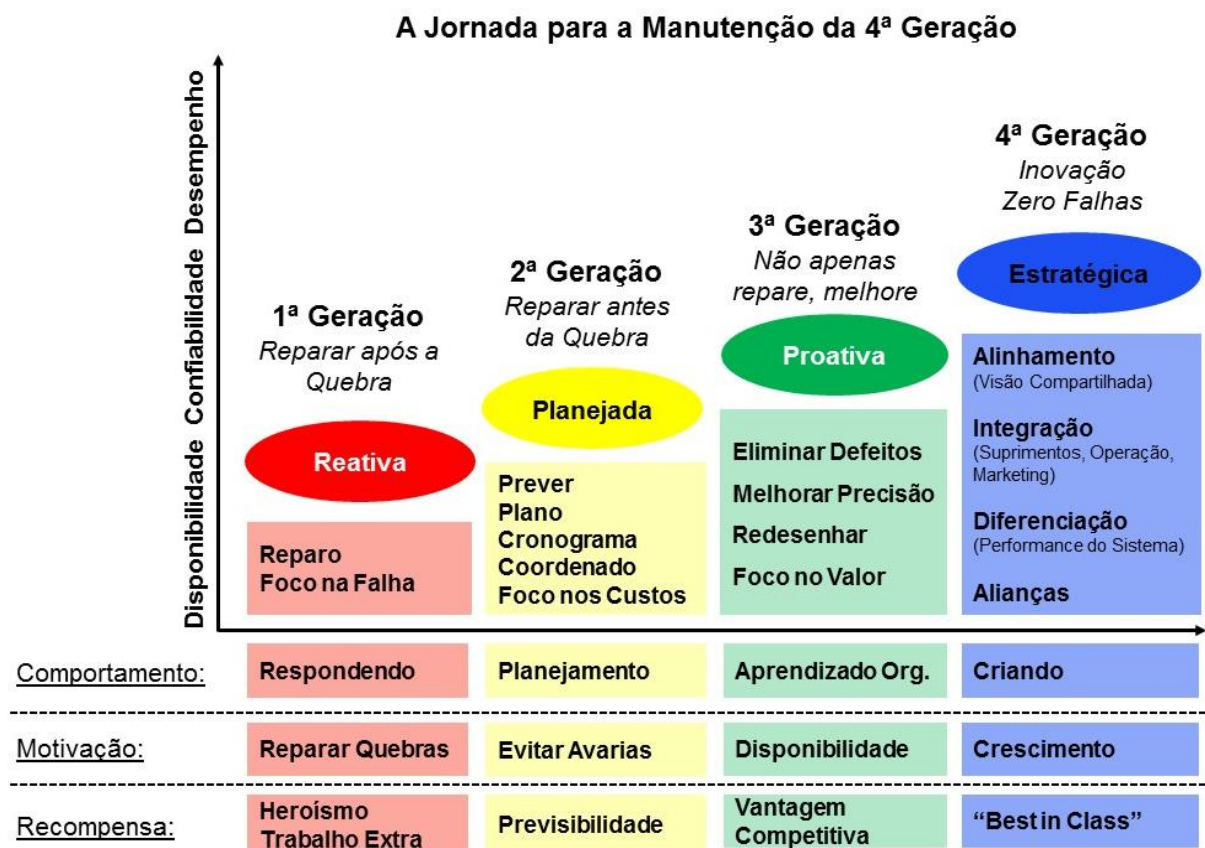 A Jornada para a Manutenção da 4ª Geração
Disponibilidade Confiabilidade Desempenho
1ª Geração
Reparar após a
Quebra
Reativa
Reparo
Foco na Falha
2ª Geração
Reparar antes
da Quebra
Planejada
Prever
Plano
Cronograma
Coordenado
Foco nos Custos
3ª Geração
Não apenas
repare, melhore
Proativa
Eliminar Defeitos
Melhorar Precisão
Redesenhar
Foco no Valor
4ª Geração
Inovação
Zero Falhas
Estratégica
Alinhamento
(Visão Compartilhada)
Integração
(Suprimentos, Operação,
Marketing)
Diferenciação
(Performance do Sistema)
Alianças
Comportamento:
Respondendo
Planejamento
Aprendizado Org.
Criando
Motivação:
Reparar Quebras
Evitar Avarias
Disponibilidade
Crescimento
Recompensa:
Heroísmo
Trabalho Extra
Previsibilidade
Vantagem
Competitiva
“Best in Class”